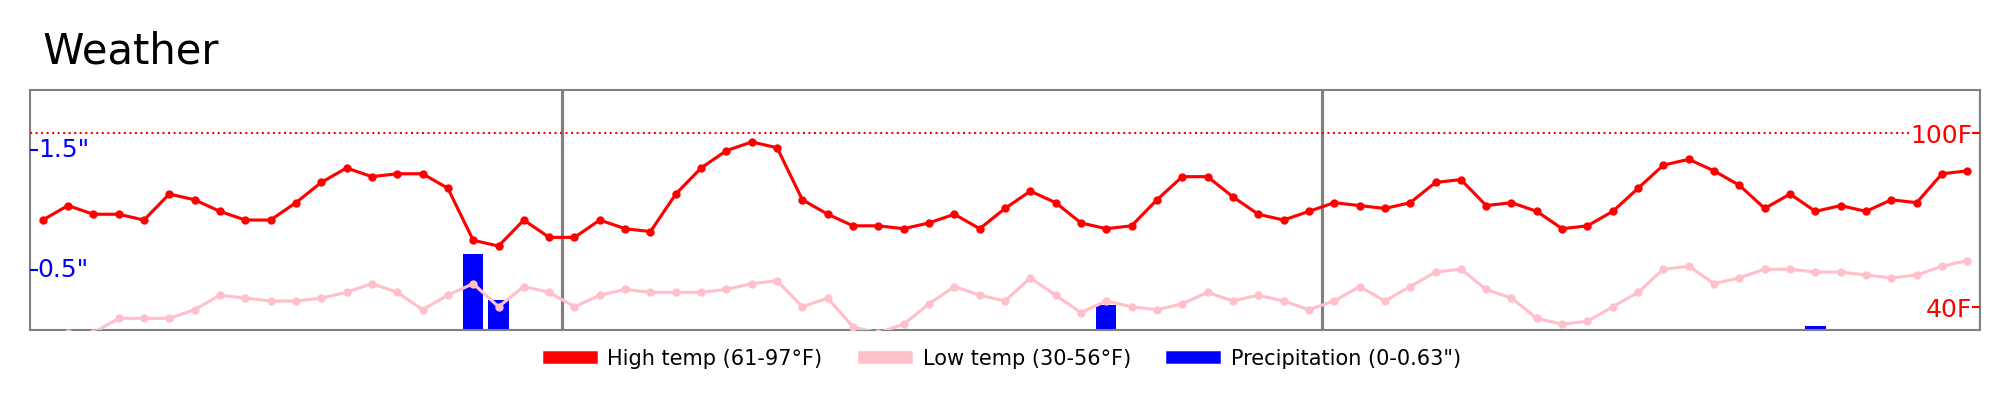 Weather
100F
1.5"
0.5"
40F
High temp (61-97°F) Low temp (30-56°F) Precipitation (0-0.63")